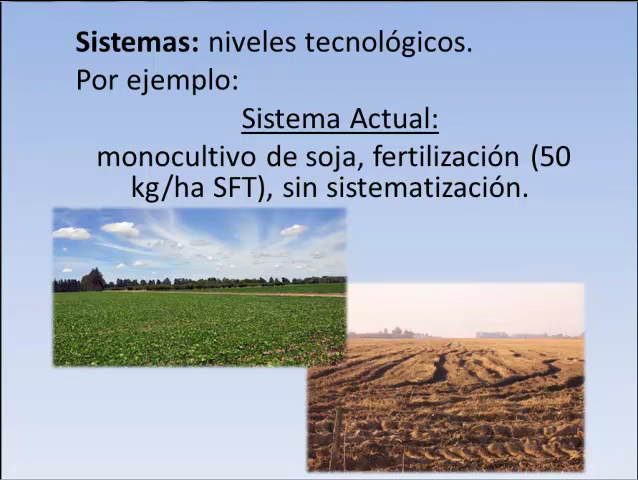 Sistemas: niveles tecnológicos.
Por ejemplo:
Sistema Actual:
monocultivo de soja, fertilización (50
kg/ha SFT), sin sistematización.